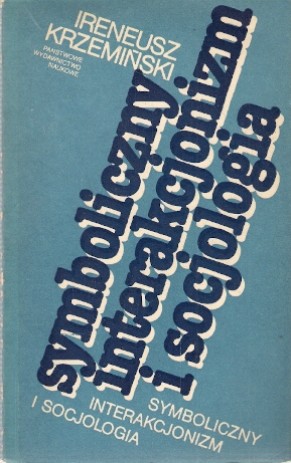 IRENEUSZ
KRZEMIŃSKI
PAŃSTWOWE
WYDAWNICTWO
NAUKOWE
symboliczny
interakcjonizm
i socjologia
SYMBOLICZNY
INTERAKCJONIZM
I SOCJOLOGIA